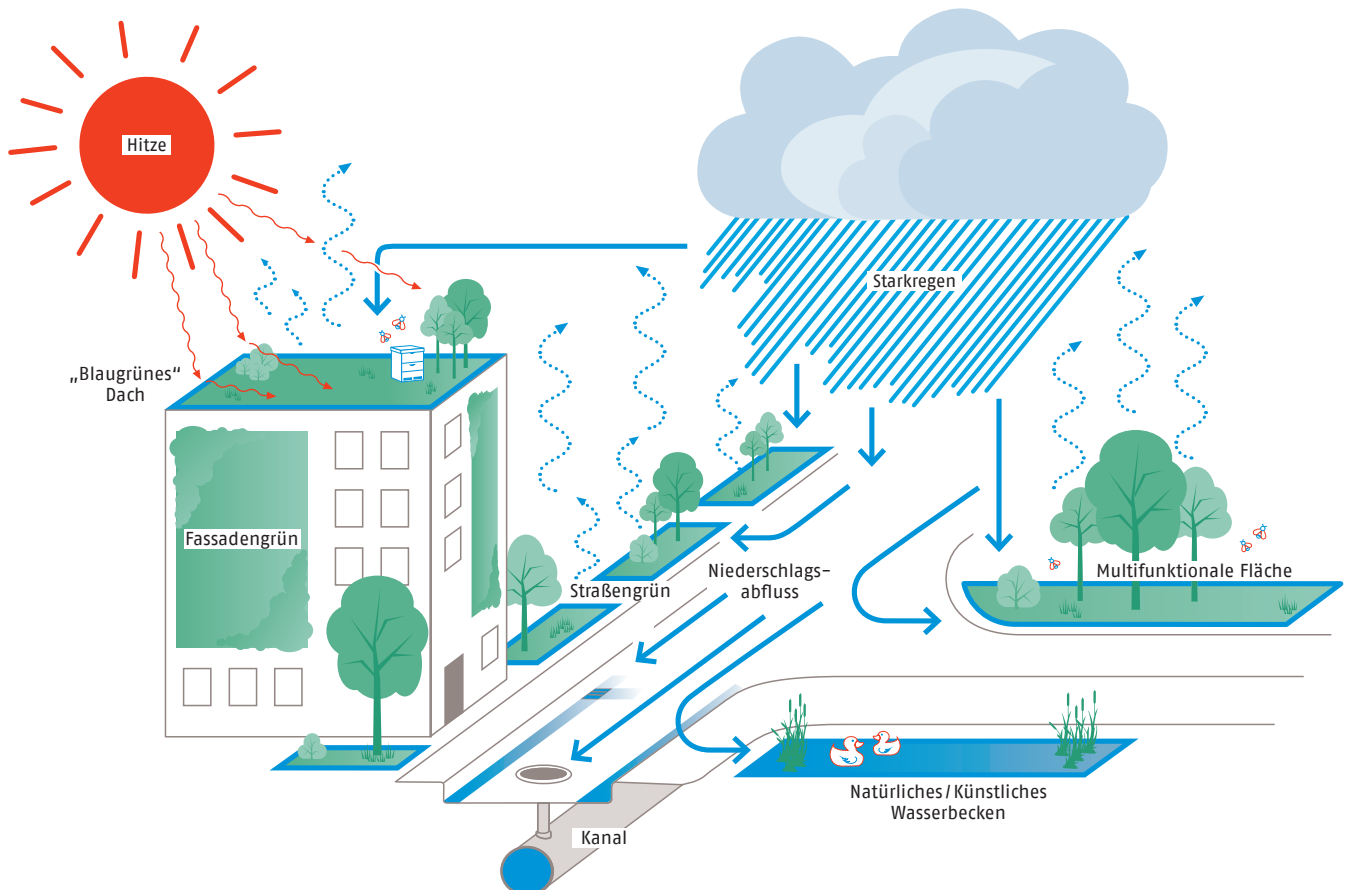 Hitze
Starkregen
„Blaugrünes“
Dach
Fassadengrün
Straßengrün
Niederschlags-
abfluss
Multifunktionale Fläche
Natürliches / Künstliches
Wasserbecken
Kanal